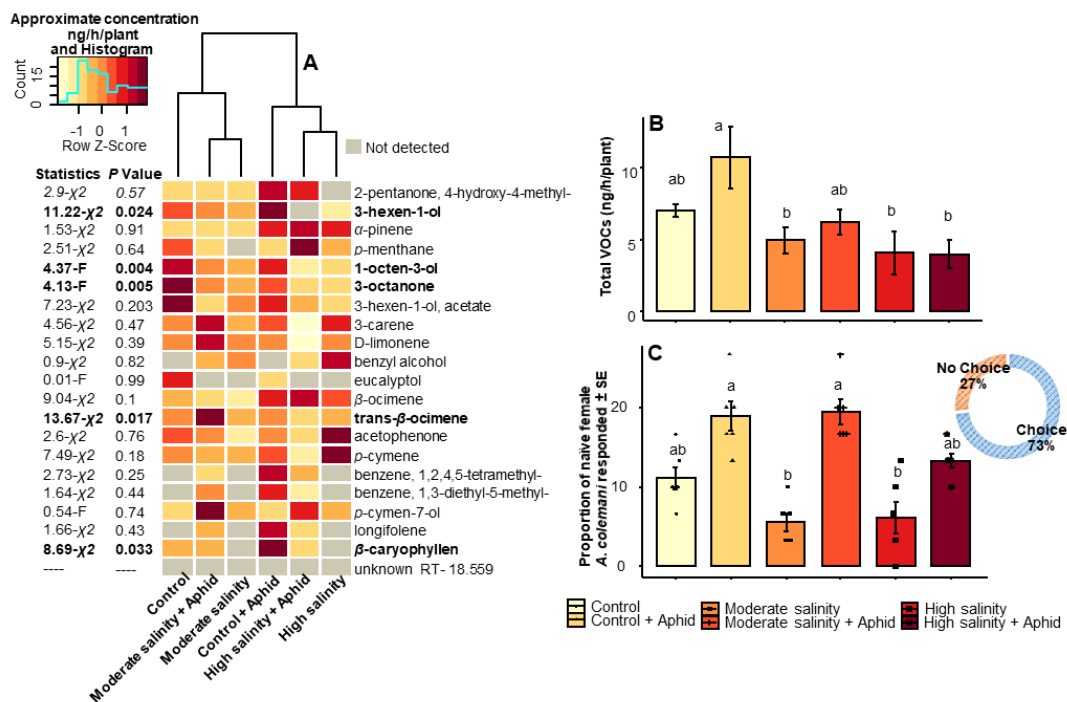 Approximate concentration
ng/h/plant
and Histogram
Count
0 15
-1 0 1
Row Z-Score
A
Not detected
Statistics P Value
2.9-χ2 0.57 2-pentanone, 4-hydroxy-4-methyl-
11.22-χ2 0.024 3-hexen-1-ol
1.53-χ2 0.91 α-pinene
2.51-χ2 0.64 p-menthane
4.37-F 0.004 1-octen-3-ol
4.13-F 0.005 3-octanone
7.23-χ2 0.203 3-hexen-1-ol, acetate
4.56-χ2 0.47 3-carene
5.15-χ2 0.39 D-limonene
0.9-χ2 0.82 benzyl alcohol
0.01-F 0.99 eucalyptol
9.04-χ2 0.1 β-ocimene
13.67-χ2 0.017 trans-β-ocimene
2.6-χ2 0.76 acetophenone
7.49-χ2 0.18 p-cymene
2.73-χ2 0.25 benzene, 1,2,4,5-tetramethyl-
1.64-χ2 0.44 benzene, 1,3-diethyl-5-methyl-
0.54-F 0.74 p-cymen-7-ol
1.66-χ2 0.43 longifolene
8.69-χ2 0.033 β-caryophyllen
---- ---- unknown RT- 18.559
Control
Moderate salinity + Aphid
Moderate salinity
Control + Aphid
High salinity + Aphid
High salinity
B
Total VOCs (ng/h/plant)
10
5
0
ab a b ab b b
C
Proportion of naïve female
A. colemani responded ± SE
20
10
0
ab a b a b ab
No Choice
27%
Choice
73%
Control Moderate salinity High salinity
Control + Aphid Moderate salinity + Aphid High salinity + Aphid